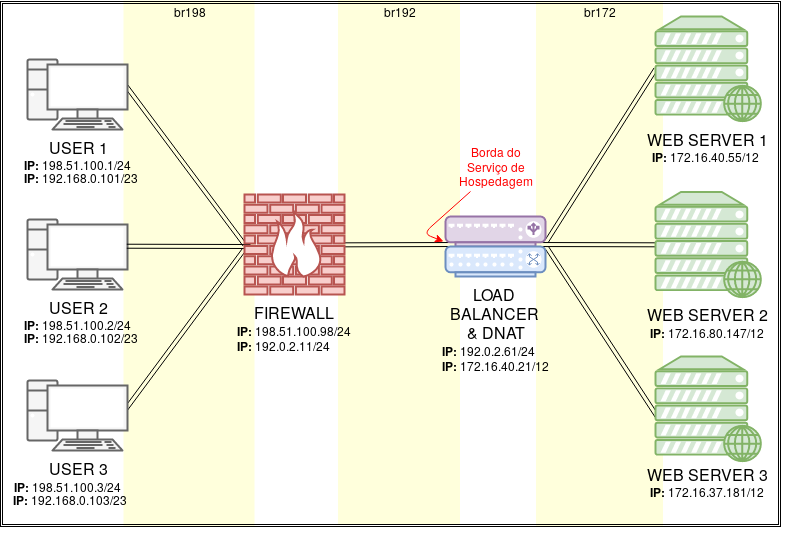 br198
br192
br172
USER 1
IP: 198.51.100.1/24
IP: 192.168.0.101/23
USER 2
IP: 198.51.100.2/24
IP: 192.168.0.102/23
USER 3
IP: 198.51.100.3/24
IP: 192.168.0.103/23
FIREWALL
IP: 198.51.100.98/24
IP: 192.0.2.11/24
Borda do
Serviço de
Hospedagem
LOAD
BALANCER
& DNAT
IP: 192.0.2.61/24
IP: 172.16.40.21/12
WEB SERVER 1
IP: 172.16.40.55/12
WEB SERVER 2
IP: 172.16.80.147/12
WEB SERVER 3
IP: 172.16.37.181/12